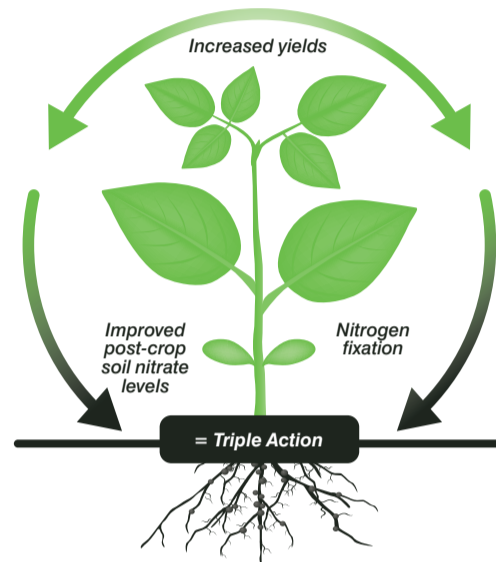 Increased yields
Improved
post-crop
soil nitrate
levels
Nitrogen
fixation
= Triple Action